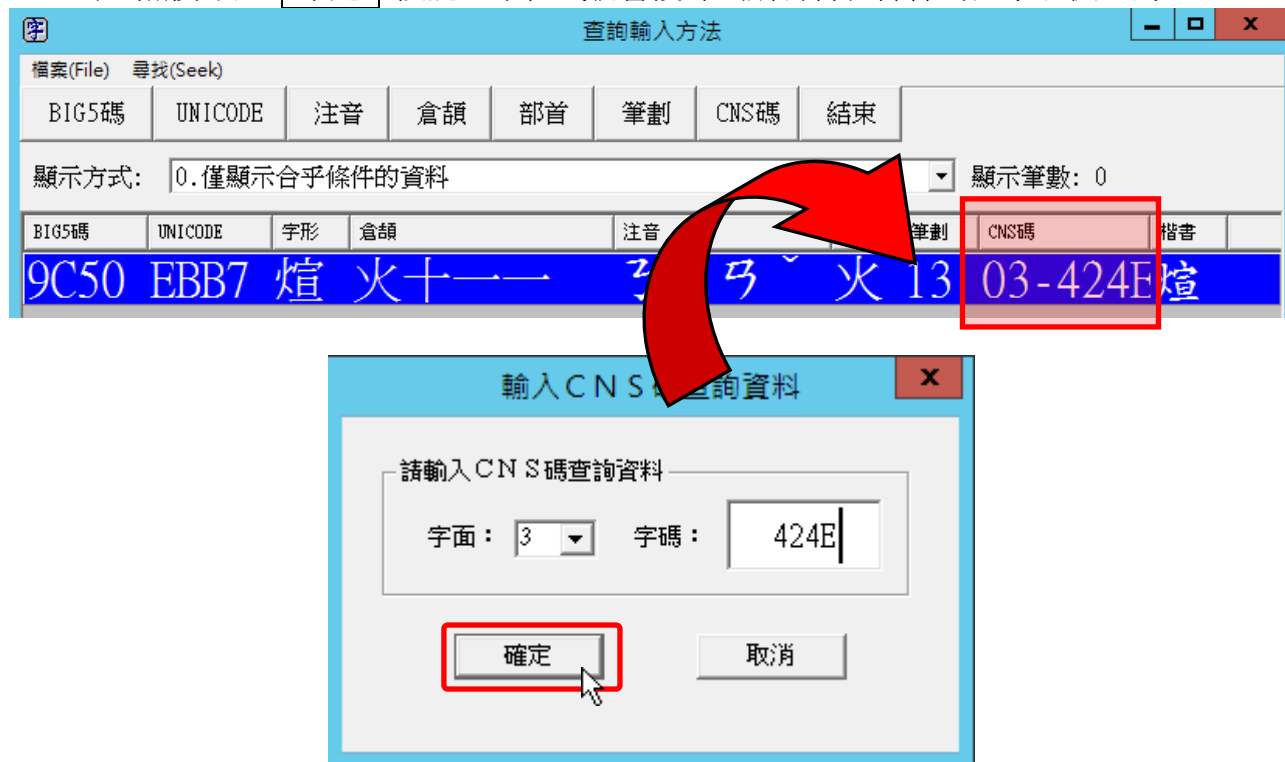 查詢輸入方法
檔案(File) 尋找(Seek)
BIG5碼 UNICODE 注音 倉頡 部首 筆劃 CNS碼 結束
顯示方式: 0.僅顯示合乎條件的資料 顯示筆數: 0
BIG5碼 UNICODE 字形 倉頡 注音 筆劃 CNS碼 楷書
9C50 EBB7 煊 火十一一 ㄢˇ 火 13 03-424E 煊
輸入CNS 查詢資料
請輸入CNS碼查詢資料
字面： 3 字碼： 424E
確定 取消